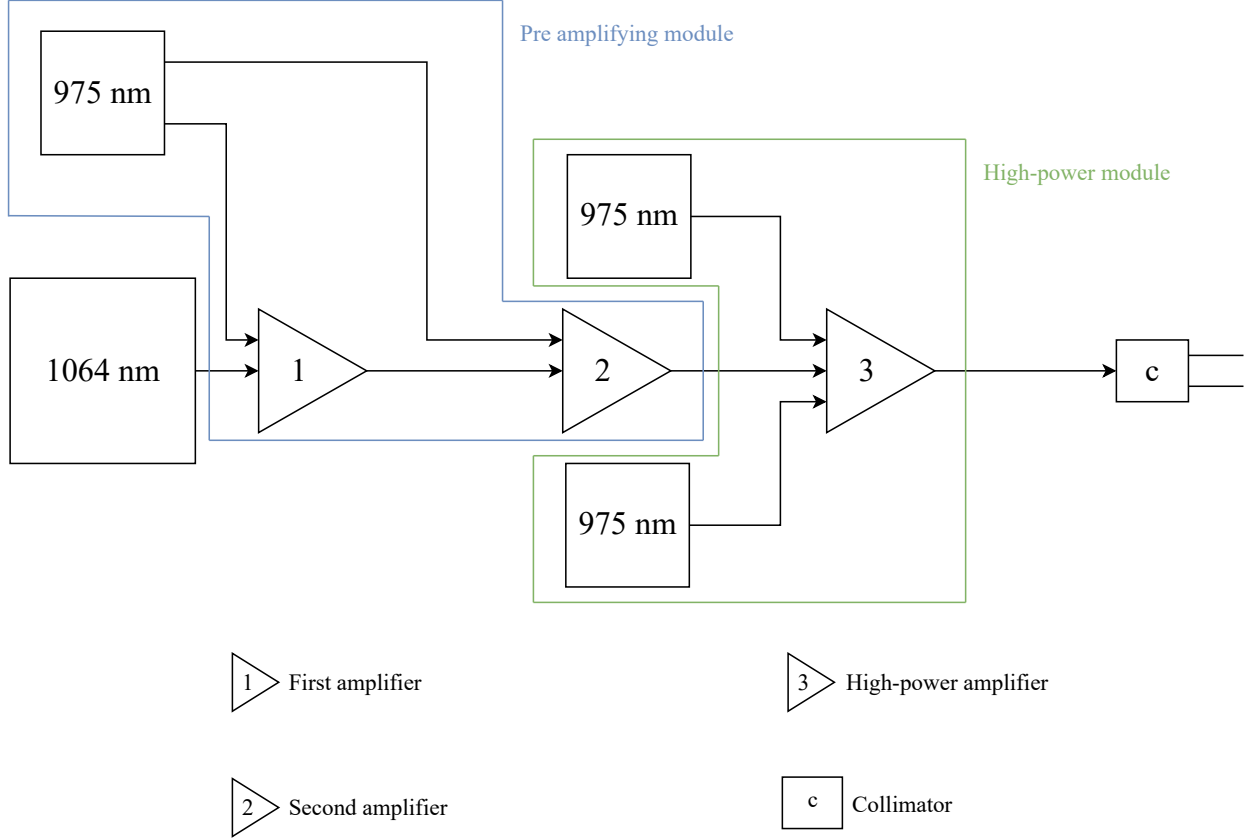 Pre amplifying module
975 nm
High-power module
975 nm
1064 nm
1
2
3
c
975 nm
1 First amplifier
3 High-power amplifier
2 Second amplifier
c Collimator